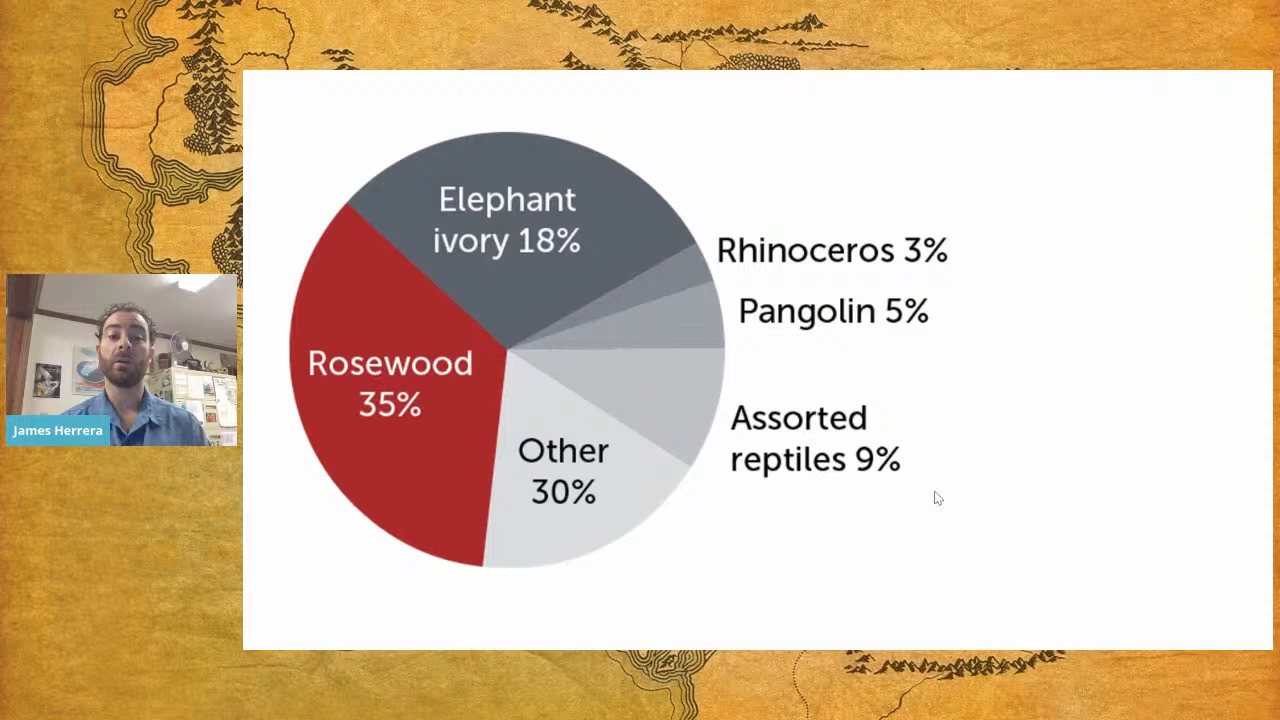 Elephant
ivory 18%
Rhinoceros 3%
Pangolin 5%
Rosewood
35%
Assorted
reptiles 9%
Other
30%
James Herrera